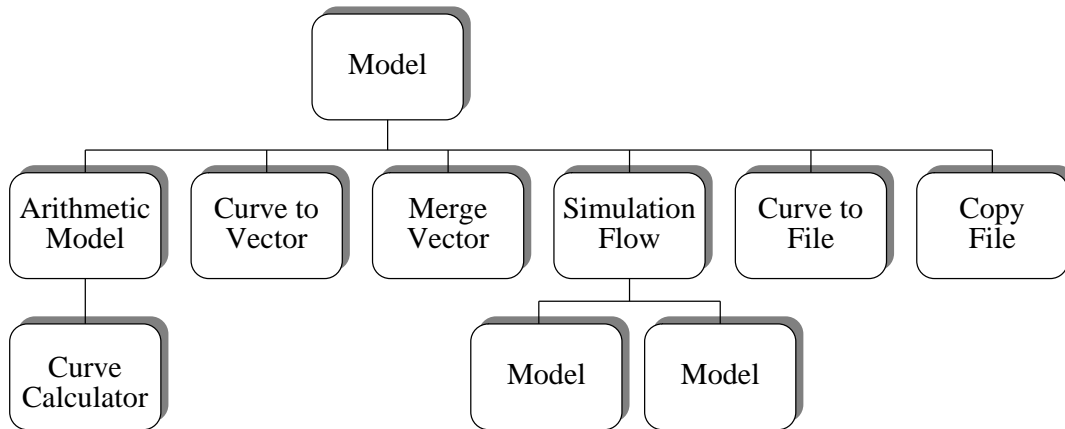 Model
Arithmetic
Model
Curve to
Vector
Merge
Vector
Simulation
Flow
Curve to
File
Copy
File
Curve
Calculator
Model
Model